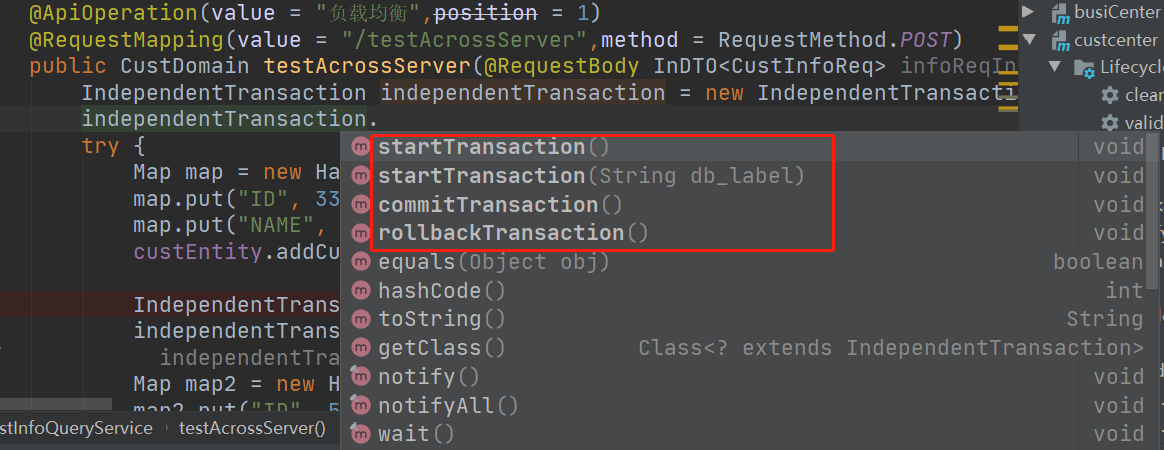 @ApiOperation(value = "负载均衡",position = 1)
@RequestMapping(value = "/testAcrossServer",method = RequestMethod.POST)
public CustDomain testAcrossServer(@RequestBody InDTO<CustInfoReq> infoReqIn
IndependentTransaction independentTransaction = new IndependentTransacti
independentTransaction.
try {
Map map = new Ha
map.put("ID", 33
map.put("NAME",
custEntity.addCu
IndependentTrans
independentTrans
independentTra
Map map2 = new H
map2.put("ID", 5
startTransaction() void
startTransaction(String db_label) void
commitTransaction() void
rollbackTransaction() void
equals(Object obj) boolean
hashCode() int
toString() String
getClass() Class<? extends IndependentTransaction>
notify() void
notifyAll() void
wait() void
stInfoQueryService testAcrossServer()
busiCenter
custcenter
Lifecycle
clean
valid